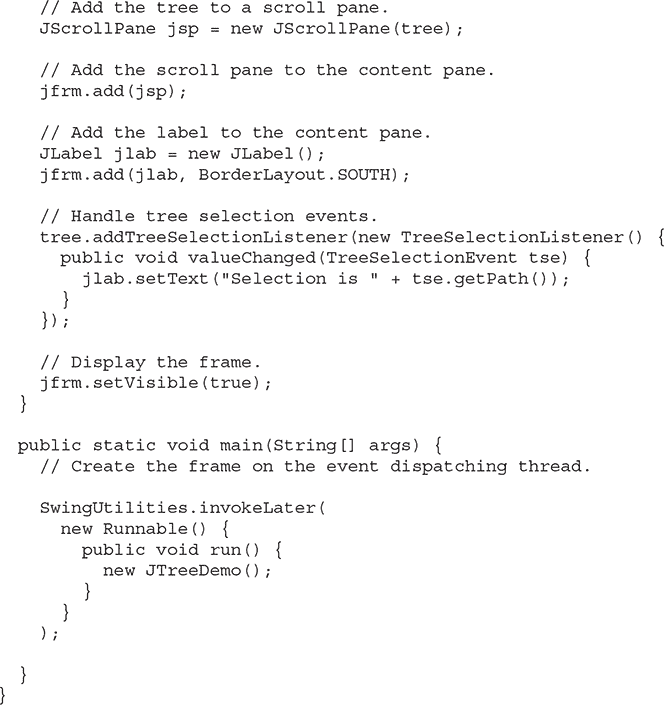 // Add the tree to a scroll pane.
JScrollPane jsp = new JScrollPane(tree);

// Add the scroll pane to the content pane.
jfrm.add(jsp);

// Add the label to the content pane.
JLabel jlab = new JLabel();
jfrm.add(jlab, BorderLayout.SOUTH);

// Handle tree selection events.
tree.addTreeSelectionListener(new TreeSelectionListener() {
  public void valueChanged(TreeSelectionEvent tse) {
    jlab.setText("Selection is " + tse.getPath());
  }
});

// Display the frame.
jfrm.setVisible(true);
}

public static void main(String[] args) {
  // Create the frame on the event dispatching thread.

  SwingUtilities.invokeLater(
    new Runnable() {
      public void run() {
        new JTreeDemo();
      }
    }
  );

}
}